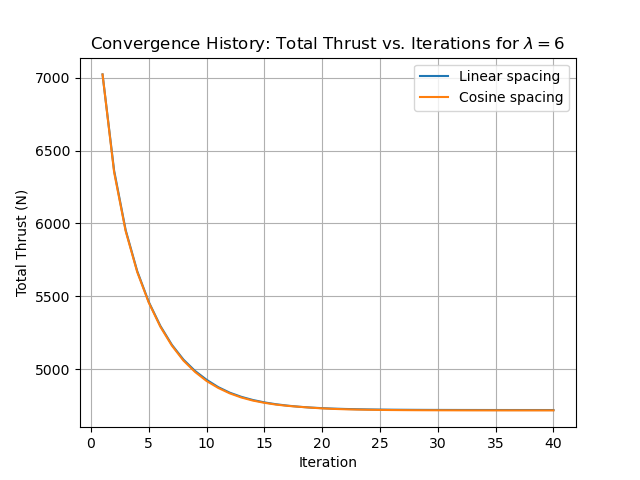 Convergence History: Total Thrust vs. Iterations for λ = 6
Linear spacing
Cosine spacing
7000
6500
6000
5500
5000
Total Thrust (N)
0 5 10 15 20 25 30 35 40
Iteration